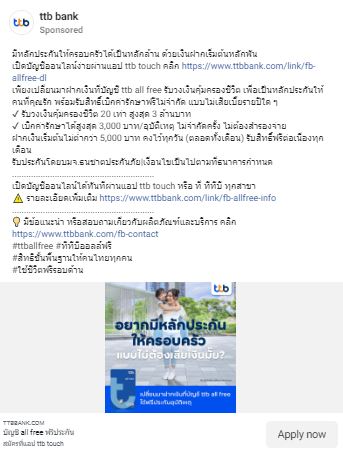 ttb bank
Sponsored
มีหลักประกันให้ครอบครัวได้เป็นหลักล้าน ด้วยเงินฝากเริ่มต้นหลักพัน
เปิดบัญชีออนไลน์ง่ายผ่านแอป ttb touch คลิก https://www.ttbbank.com/link/fb-
allfree-dl
เพียงเปลี่ยนมาฝากเงินที่บัญชี ttb all free รับวงเงินคุ้มครองชีวิต เพื่อเป็นหลักประกันให้
คนที่คุณรัก พร้อมรับสิทธิ์เบิกค่ารักษาฟรีไม่จำกัด แบบไม่เสียเบี้ยรายปีใด ๆ
✓ รับวงเงินคุ้มครองชีวิต 20 เท่า สูงสุด 3 ล้านบาท
✓ เบิกค่ารักษาได้สูงสุด 3,000 บาท/อุบัติเหตุ ไม่จำกัดครั้ง ไม่ต้องสำรองจ่าย
ฝากเงินเริ่มต้นไม่ต่ำกว่า 5,000 บาท คงไว้ทุกวัน (ตลอดทั้งเดือน) รับสิทธิ์ฟรีต่อเนื่องทุก
เดือน
รับประกันโดยบมจ.ธนชาตประกันภัย|เงื่อนไขเป็นไปตามที่ธนาคารกำหนด
......................................................
เปิดบัญชีออนไลน์ได้ทันทีผ่านแอป ttb touch หรือ ที่ ทีทีบี ทุกสาขา
⚠️ รายละเอียดเพิ่มเติม https://www.ttbbank.com/link/fb-allfree-info
......................................................
💡 มีข้อแนะนำ หรือสอบถามเกี่ยวกับผลิตภัณฑ์และบริการ คลิก
https://www.ttbbank.com/fb-contact
#ttballfree #ทีทีบีออลล์ฟรี
#สิทธิขั้นพื้นฐานให้คนไทยทุกคน
#ใช้ชีวิตฟรีรอบด้าน
ttb
อยากมีหลักประกัน
ให้ครอบครัว
แบบไม่ต้องเสียเงินมั้ย?
เปลี่ยนมาฝากเงินที่บัญชี ttb all free
ได้ฟรีประกันอุบัติเหตุ
TTBBANK.COM
บัญชี all free ฟรีประกัน
สมัครที่แอป ttb touch
Apply now